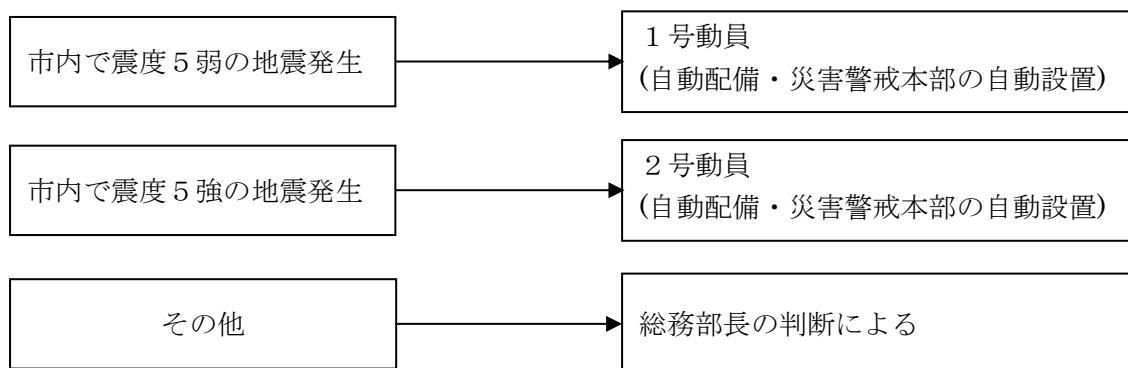 市内で震度５弱の地震発生
１号動員
(自動配備・災害警戒本部の自動設置)
市内で震度５強の地震発生
２号動員
(自動配備・災害警戒本部の自動設置)
その他
総務部長の判断による